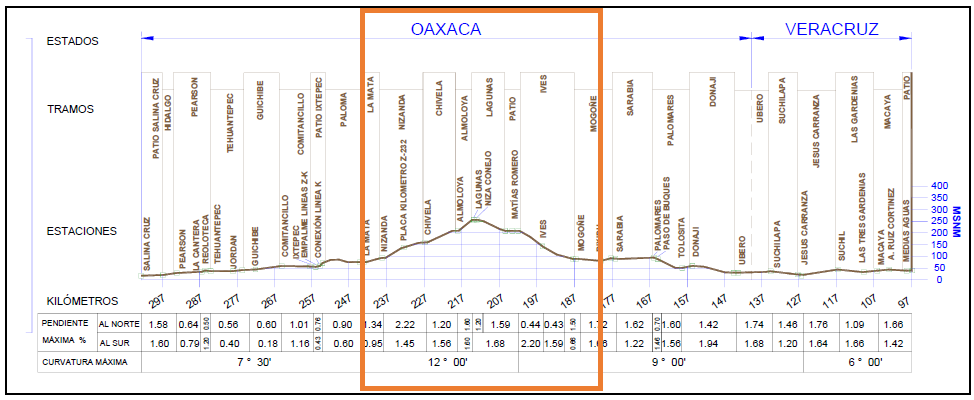 ESTADOS OAXACA VERACRUZ
TRAMOS PATIO SALINA CRUZ HIDALGO PEARSON TEHUANTEPEC GUICHIBE COMITANCILLO PATIO IXTEPEC PALOMA LA MATA NIZANDA CHIVELA ALMOLOYA LAGUNAS PATIO IVES MOGOÑE SARABIA PALOMARES DONAJI UBERO SUCHILAPA JESUS CARRANZA LAS GARDENIAS MACAYA PATIO
ESTACIONES SALINA CRUZ PEARSON LA CANTERA RECOLOTECA TEHUANTEPEC JORDAN GUICHIBE COMITANCILLO IXTEPEC EMPALME LINEAS Z-K CONEXIÓN LINEA K LA MATA NIZANDA PLACA KILOMETRO Z-232 CHIVELA ALMOLOYA LAGUNAS NIZA CONEJO MATÍAS ROMERO IVES MOGOÑE SARABIA PALOMARES PASO DE BUQUES TOLOSITA DONAJI UBERO SUCHILAPA JESUS CARRANZA SUCHIL LAS TRES GARDENIAS MACAYA A. RUIZ CORTINEZ MEDIAS AGUAS
400
350
300
250
200
150
100
50
0
MSNM
KILÓMETROS 297 287 277 267 257 247 237 227 217 207 197 187 177 167 157 147 137 127 117 107 97
PENDIENTE MÁXIMA %
AL NORTE 1.58 0.64 0.50 0.56 0.60 1.01 0.76 0.90 1.34 2.22 1.20 1.60 1.20 1.59 0.44 0.43 1.50 1.72 1.62 0.70 1.60 1.42 1.74 1.46 1.76 1.09 1.66
AL SUR 1.60 0.79 1.20 0.40 0.18 1.16 0.43 0.60 0.95 1.45 1.56 1.60 1.68 2.20 1.59 0.66 1.66 1.22 1.46 1.56 1.94 1.68 1.20 1.64 1.66 1.42
CURVATURA MÁXIMA 7 ° 30' 12 ° 00' 9 ° 00' 6 ° 00'